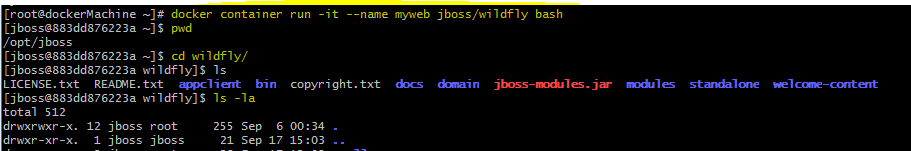 [root@dockerMachine ~]# docker container run -it --name myweb jboss/wildfly bash
[jboss@883dd876223a ~]$ pwd
/opt/jboss
[jboss@883dd876223a ~]$ cd wildfly/
[jboss@883dd876223a wildfly]$ ls
LICENSE.txt  README.txt  appclient  bin  copyright.txt  docs  domain  jboss-modules.jar  modules  standalone  welcome-content
[jboss@883dd876223a wildfly]$ ls -la
total 512
drwxrwxr-x. 12 jboss root     255 Sep  6 00:34 .
drwxr-xr-x.  1 jboss jboss     21 Sep 17 15:03 ..